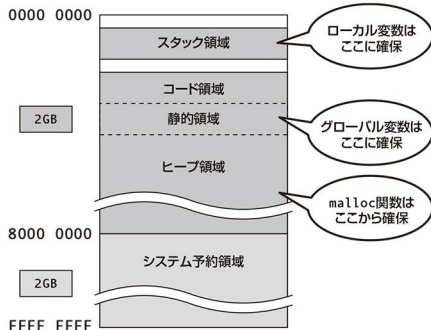 0000 0000
スタック領域
ローカル変数は
ここに確保
コード領域
2GB
静的領域
グローバル変数は
ここに確保
ヒープ領域
malloc関数は
ここから確保
8000 0000
システム予約領域
2GB
FFFF FFFF